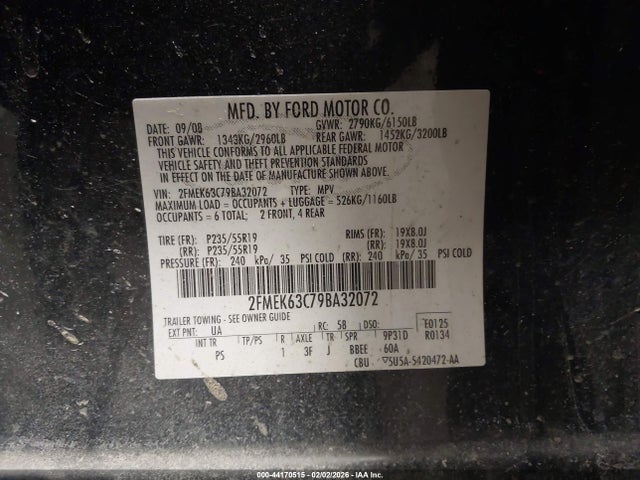 MFD. BY FORD MOTOR CO.
DATE: 09/08 GVWR: 2790KG/6150LB
FRONT GAWR: 1343KG/2960LB REAR GAWR: 1452KG/3200LB
THIS VEHICLE CONFORMS TO ALL APPLICABLE FEDERAL MOTOR
VEHICLE SAFETY AND THEFT PREVENTION STANDARDS
IN EFFECT ON THE DATE OF MANUFACTURE SHOWN ABOVE.
VIN: 2FMEK63C79BA32072 TYPE: MPV
MAXIMUM LOAD = OCCUPANTS + LUGGAGE = 526KG/1160LB
OCCUPANTS = 6 TOTAL; 2 FRONT, 4 REAR
TIRE (FR): P235/55R19 RIMS (FR): 19X8.0J
(RR): P235/55R19 (RR): 19X8.0J
PRESSURE (FR): 240 kPa/ 35 PSI COLD (RR): 240 kPa/ 35 PSI COLD
2FMEK63C79BA32072
TRAILER TOWING - SEE OWNER GUIDE
EXT PNT: UA RC: 58 DSO: E0125
INT TR TP/PS R AXLE TR SPR 9P31D R0134
PS 1 3F J BBEE 60A
CBU ▽5U5A-5420472-AA
000-44170515 - 02/02/2026 - IAA Inc.